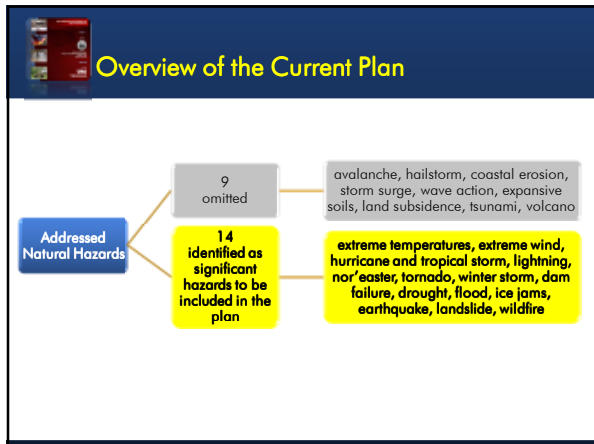 Overview of the Current Plan
9
omitted
avalanche, hailstorm, coastal erosion,
storm surge, wave action, expansive
soils, land subsidence, tsunami, volcano
Addressed
Natural Hazards
14
identified as
significant
hazards to be
included in the
plan
extreme temperatures, extreme wind,
hurricane and tropical storm, lightning,
nor'easter, tornado, winter storm, dam
failure, drought, flood, ice jams,
earthquake, landslide, wildfire